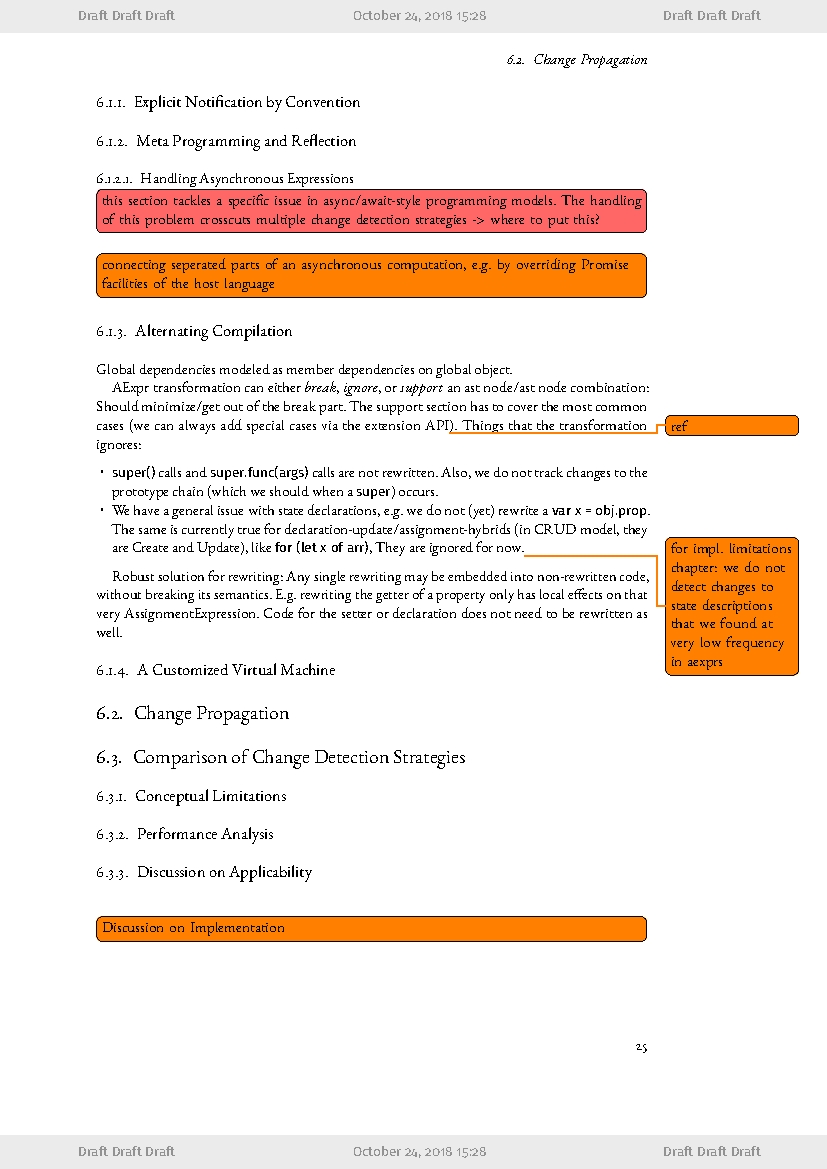 Draft Draft Draft October 24, 2018 15:28 Draft Draft Draft
6.2. Change Propagation
6.1.1. Explicit Notification by Convention
6.1.2. Meta Programming and Reflection
6.1.2.1. Handling Asynchronous Expressions
this section tackles a specific issue in async/await-style programming models. The handling
of this problem crosscuts multiple change detection strategies -> where to put this?
connecting seperated parts of an asynchronous computation, e.g. by overriding Promise
facilities of the host language
6.1.3. Alternating Compilation
Global dependencies modeled as member dependencies on global object.
AExpr transformation can either break, ignore, or support an ast node/ast node combination:
Should minimize/get out of the break part. The support section has to cover the most common
cases (we can always add special cases via the extension API). Things that the transformation
ref
ignores:
• super() calls and super.func(args) calls are not rewritten. Also, we do not track changes to the
prototype chain (which we should when a super) occurs.
• We have a general issue with state declarations, e.g. we do not (yet) rewrite a var x = obj.prop.
The same is currently true for declaration-update/assignment-hybrids (in CRUD model, they
are Create and Update), like for (let x of arr), They are ignored for now.
for impl. limitations
chapter: we do not
detect changes to
state descriptions
that we found at
very low frequency
in aexprs
Robust solution for rewriting: Any single rewriting may be embedded into non-rewritten code,
without breaking its semantics. E.g. rewriting the getter of a property only has local effects on that
very AssignmentExpression. Code for the setter or declaration does not need to be rewritten as
well.
6.1.4. A Customized Virtual Machine
6.2. Change Propagation
6.3. Comparison of Change Detection Strategies
6.3.1. Conceptual Limitations
6.3.2. Performance Analysis
6.3.3. Discussion on Applicability
Discussion on Implementation
25
Draft Draft Draft October 24, 2018 15:28 Draft Draft Draft